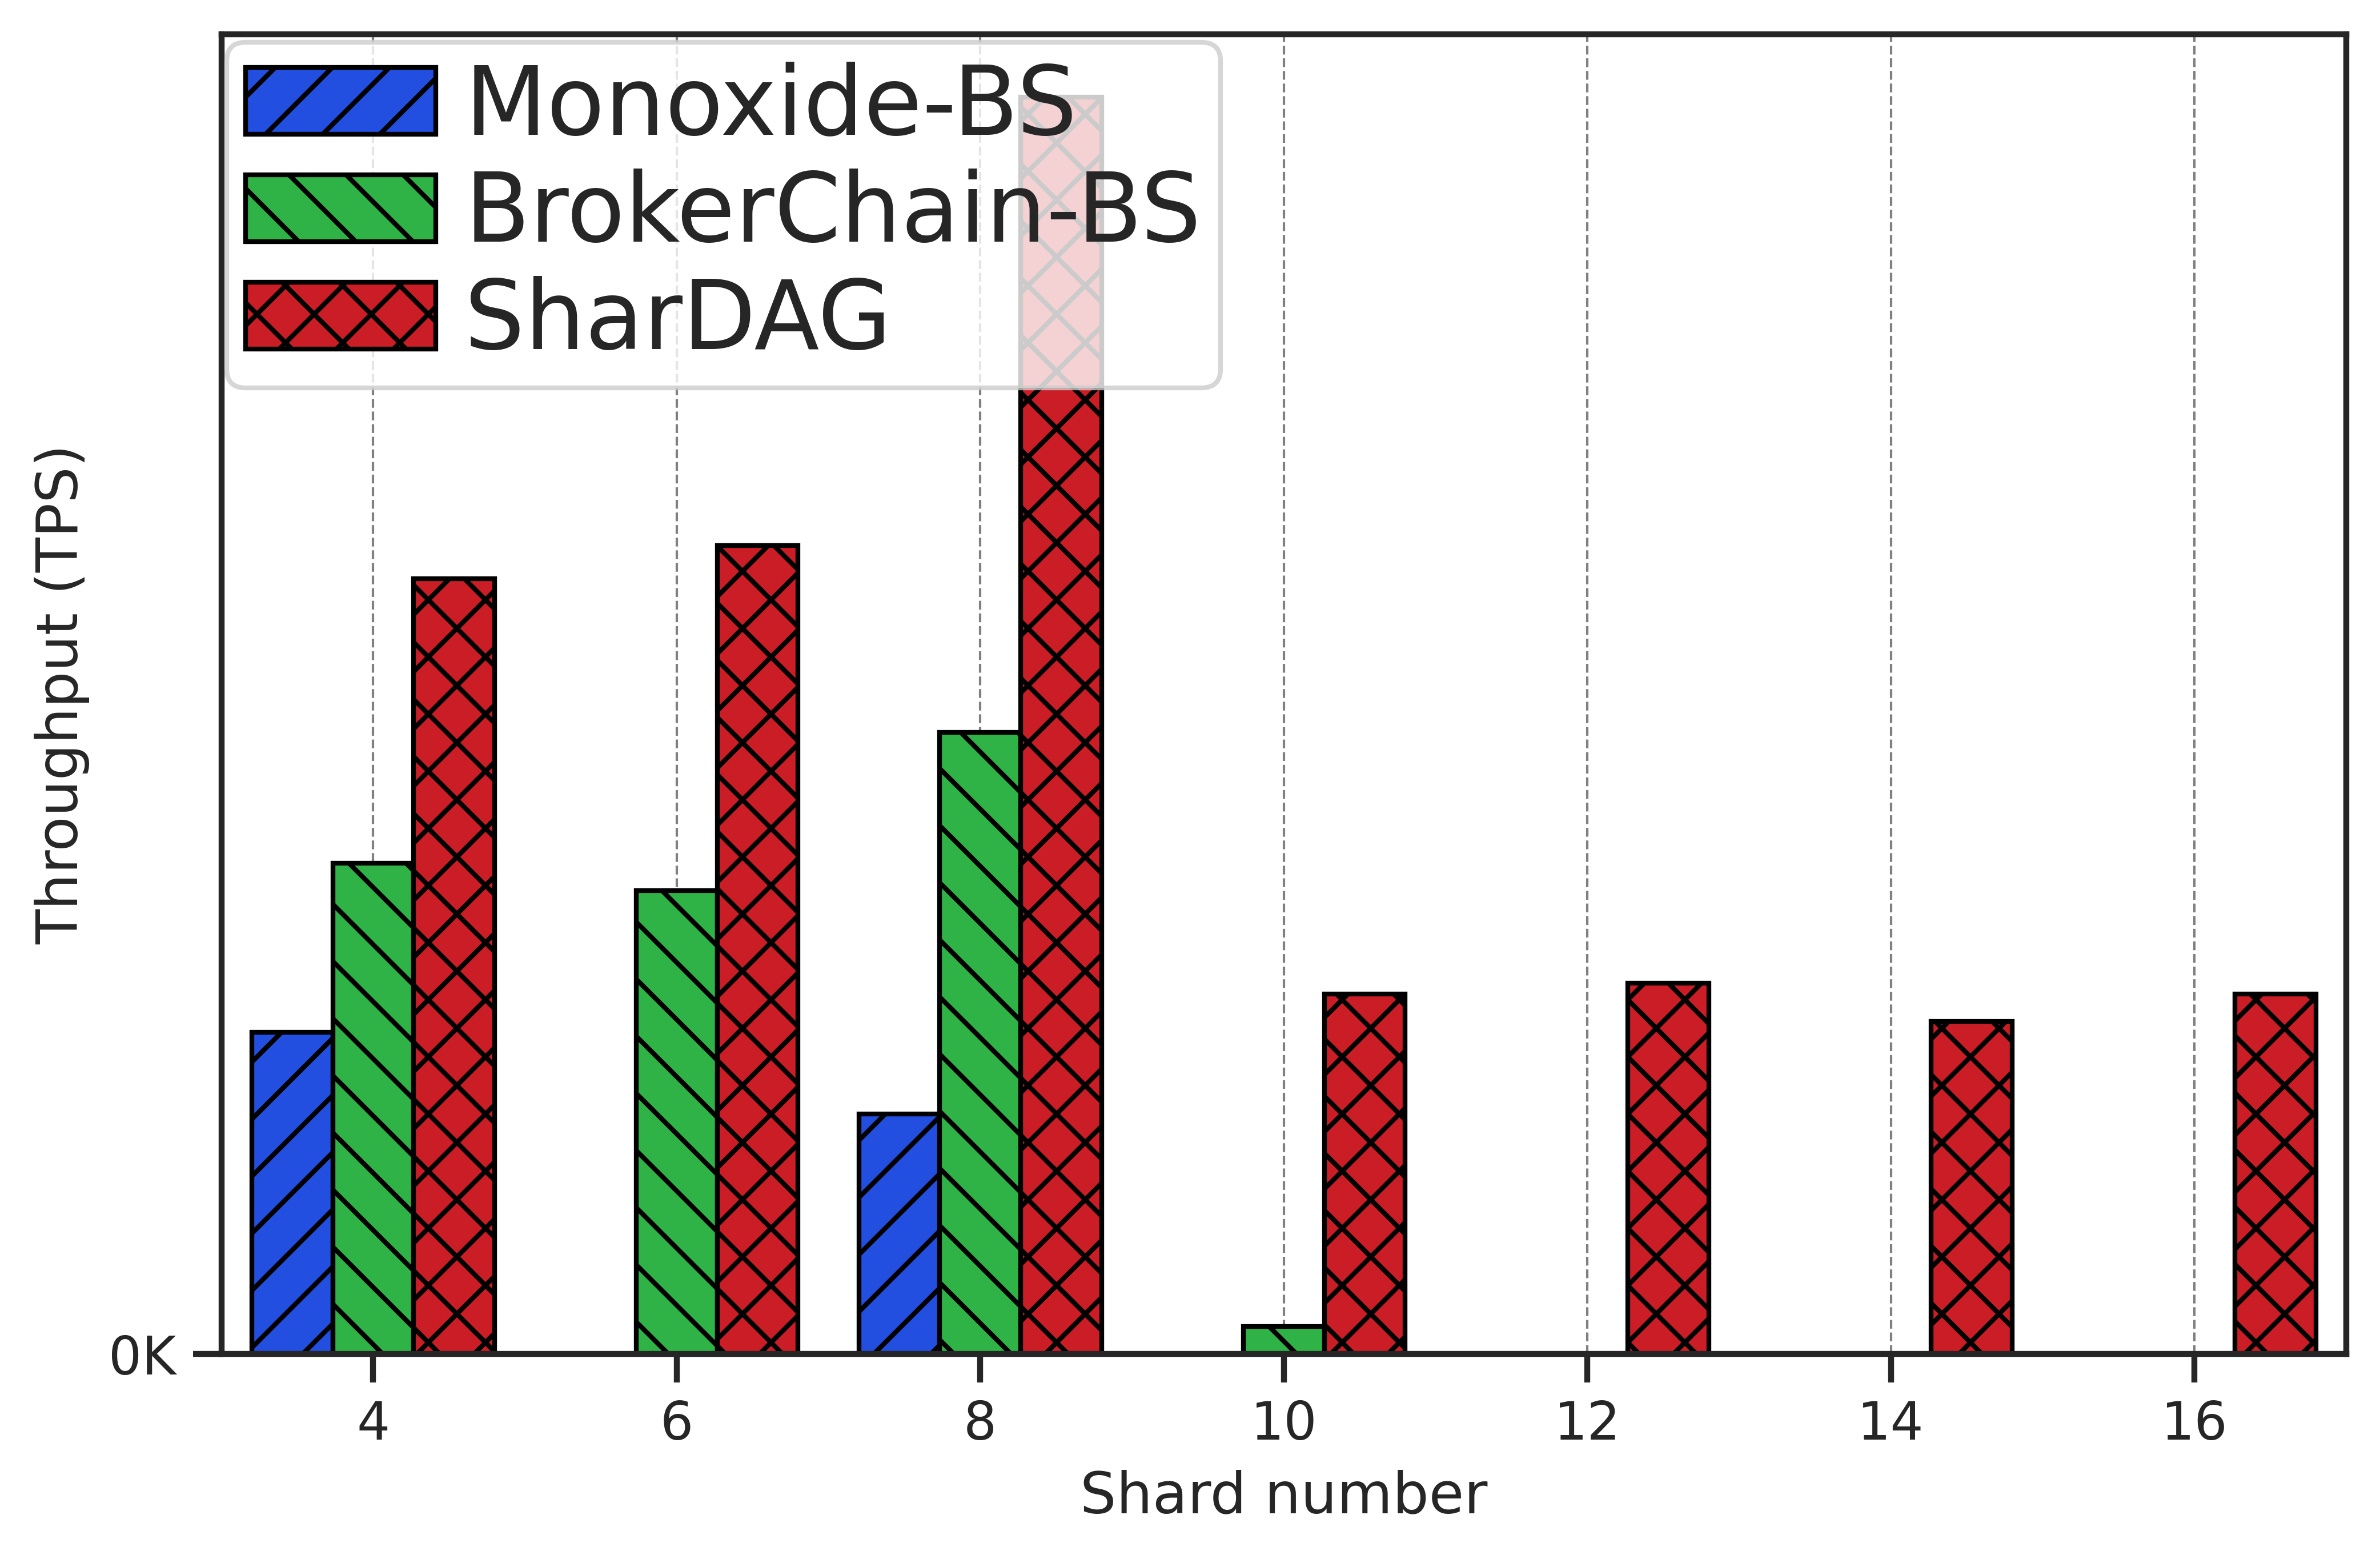 Monoxide-BS
BrokerChain-BS
SharDAG
Throughput (TPS)
0K
4 6 8 10 12 14 16
Shard number